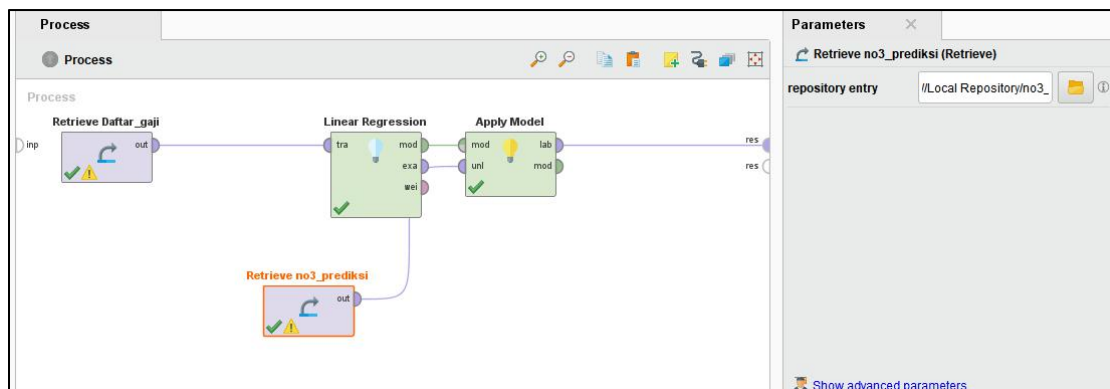 Process
Process
Process
Retrieve Daftar_gaji
inp
out
Linear Regression
tra
mod
exa
wei
Apply Model
mod
lab
unl
mod
res
res
Retrieve no3_prediksi
out
Parameters
Retrieve no3_prediksi (Retrieve)
repository entry
//Local Repository/no3_
Show advanced parameters